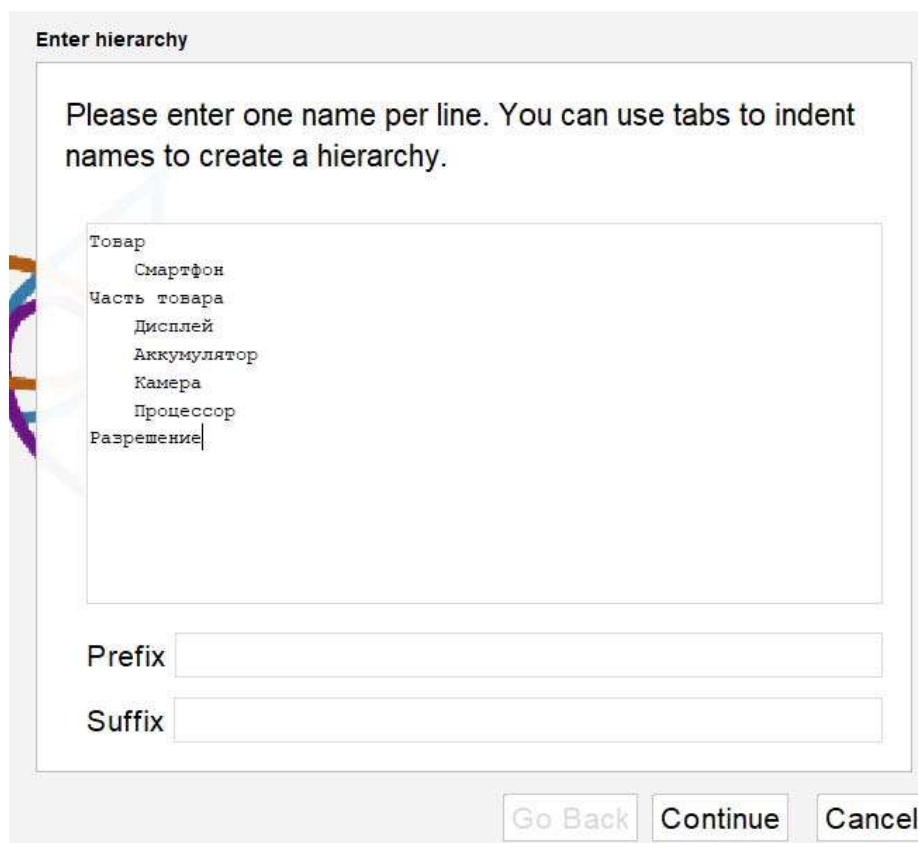 Enter hierarchy
Please enter one name per line. You can use tabs to indent
names to create a hierarchy.
Товар
Смартфон
Часть товара
Дисплей
Аккумулятор
Камера
Процессор
Разрешение
Prefix
Suffix
Go Back Continue Cancel